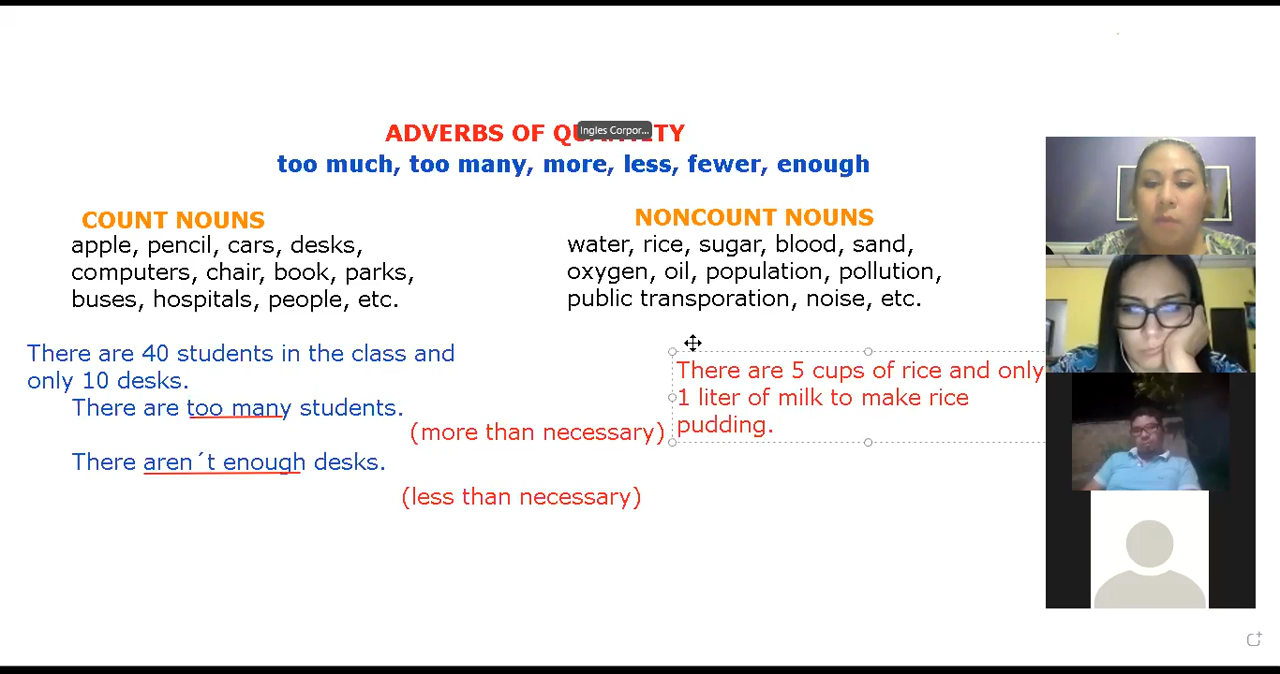 ADVERBS OF
Ingles Corpor...
too much, too many, more, less, fewer, enough
COUNT NOUNS
apple, pencil, cars, desks,
computers, chair, book, parks,
buses, hospitals, people, etc.
There are 40 students in the class and
only 10 desks.
There are too many students.
(more than necessary)
There aren´t enough desks.
(less than necessary)
NONCOUNT NOUNS
water, rice, sugar, blood, sand,
oxygen, oil, population, pollution,
public transporation, noise, etc.
There are 5 cups of rice and only
1 liter of milk to make rice
pudding.